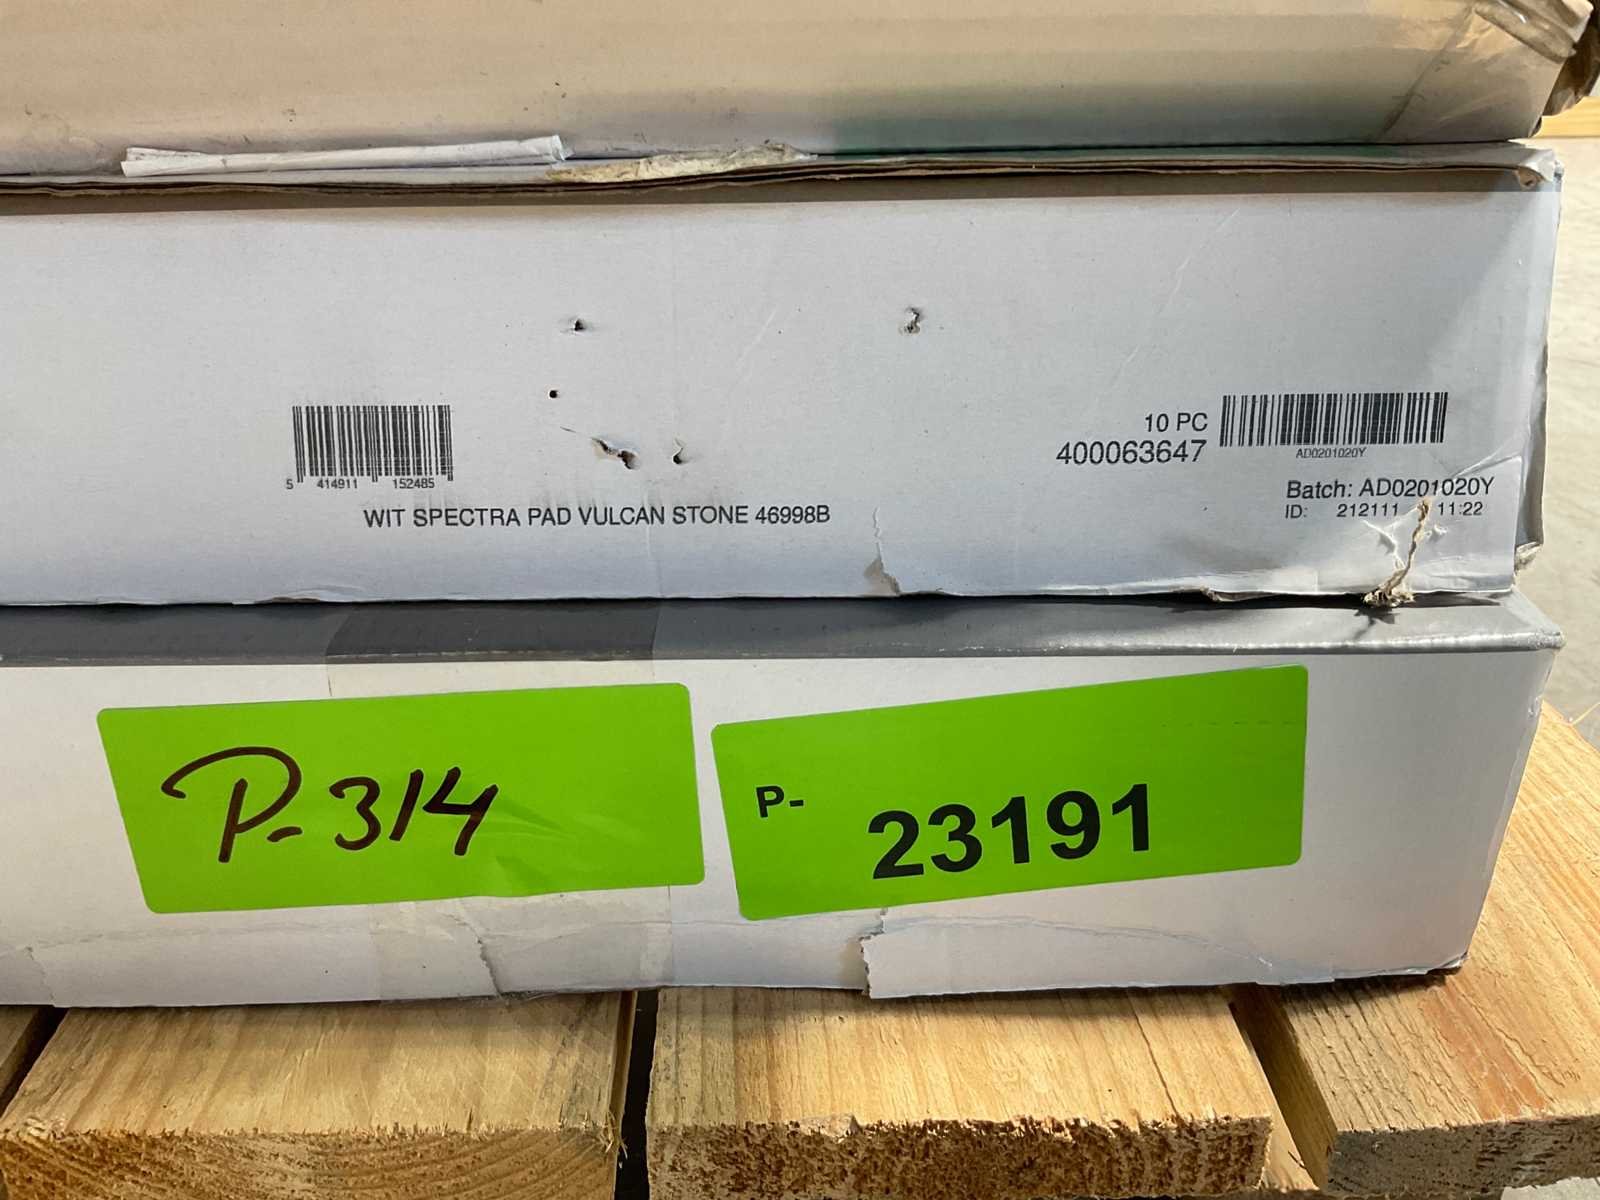 5 414911 152485
WIT SPECTRA PAD VULCAN STONE 46998B
10 PC
400063647
AD0201020Y
Batch: AD0201020Y
ID: 212111 11:22
P-314
P- 23191